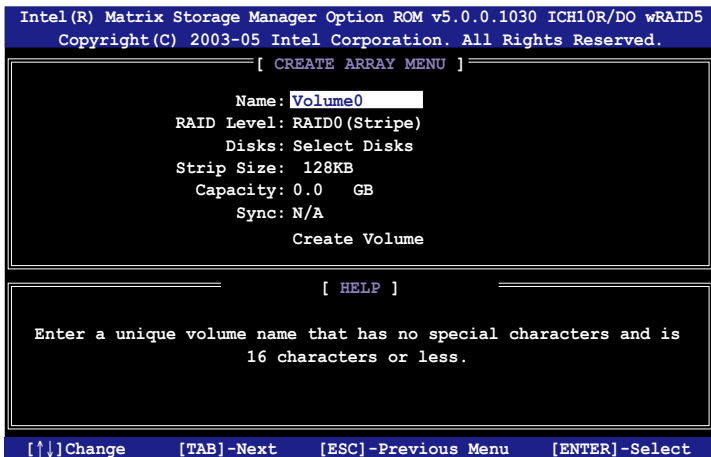 Intel(R) Matrix Storage Manager Option ROM v5.0.0.1030 ICH10R/DO wRAID5
Copyright(C) 2003-05 Intel Corporation. All Rights Reserved.
[ CREATE ARRAY MENU ]
Name: Volume0
RAID Level: RAID0(Stripe)
Disks: Select Disks
Strip Size: 128KB
Capacity: 0.0 GB
Sync: N/A
Create Volume
[ HELP ]
Enter a unique volume name that has no special characters and is
16 characters or less.
[↑↓]Change [TAB]-Next [ESC]-Previous Menu [ENTER]-Select